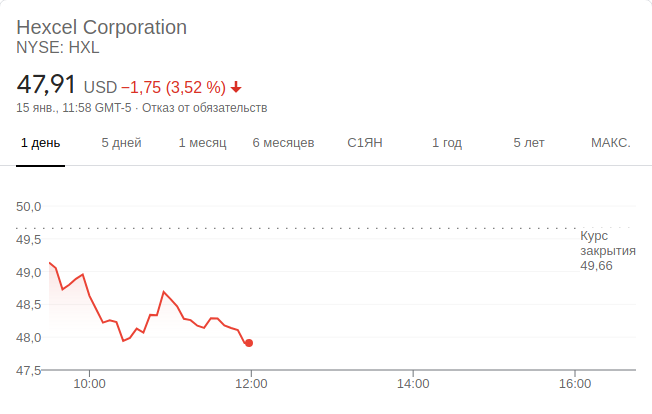 Hexcel Corporation
NYSE: HXL
47,91 USD −1,75 (3,52 %)
15 янв., 11:58 GMT-5 · Отказ от обязательств
1 день 5 дней 1 месяц 6 месяцев С1ЯН 1 год 5 лет МАКС.
50,0
49,5
49,0
48,5
48,0
47,5
Курс
закрытия
49,66
10:00 12:00 14:00 16:00